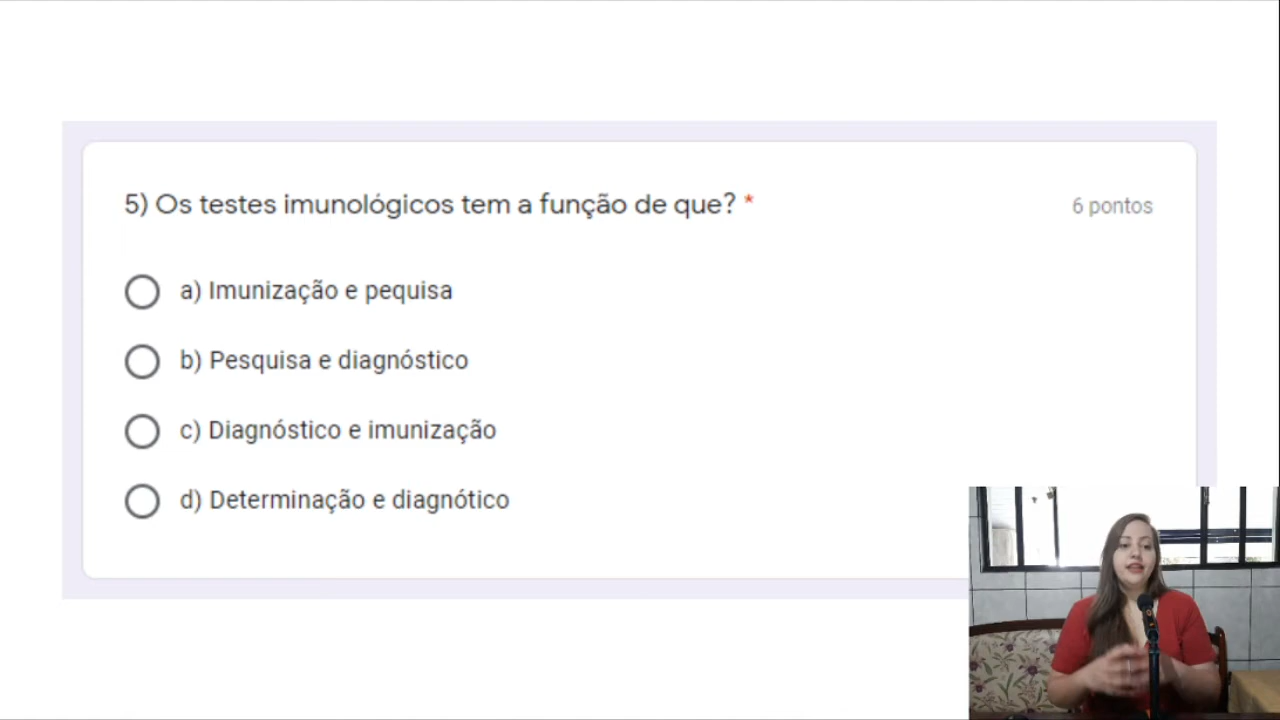 5) Os testes imunológicos tem a função de que? *
6 pontos
a) Imunização e pequisa
b) Pesquisa e diagnóstico
c) Diagnóstico e imunização
d) Determinação e diagnótico